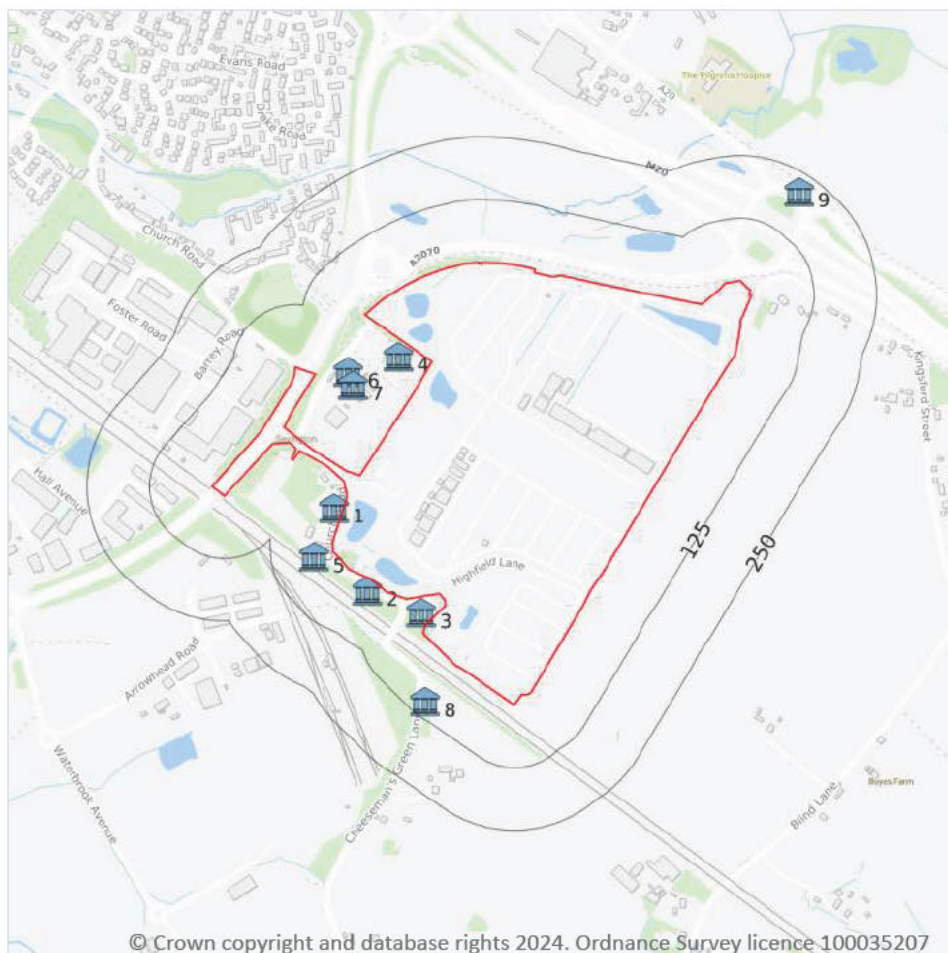 Evans Road
Drake Road
The Pilgrims Hospice
A20
M20
9
Church Road
A2070
Foster Road
Barrey Road
4
6
7
Kingsford Street
Sevington
Hall Avenue
1
125
250
5
Highfield Lane
2
3
Arrowhead Road
8
Waterbrook Avenue
Cheeseman's Green Lane
Boyes Farm
Blind Lane
© Crown copyright and database rights 2024. Ordnance Survey licence 100035207